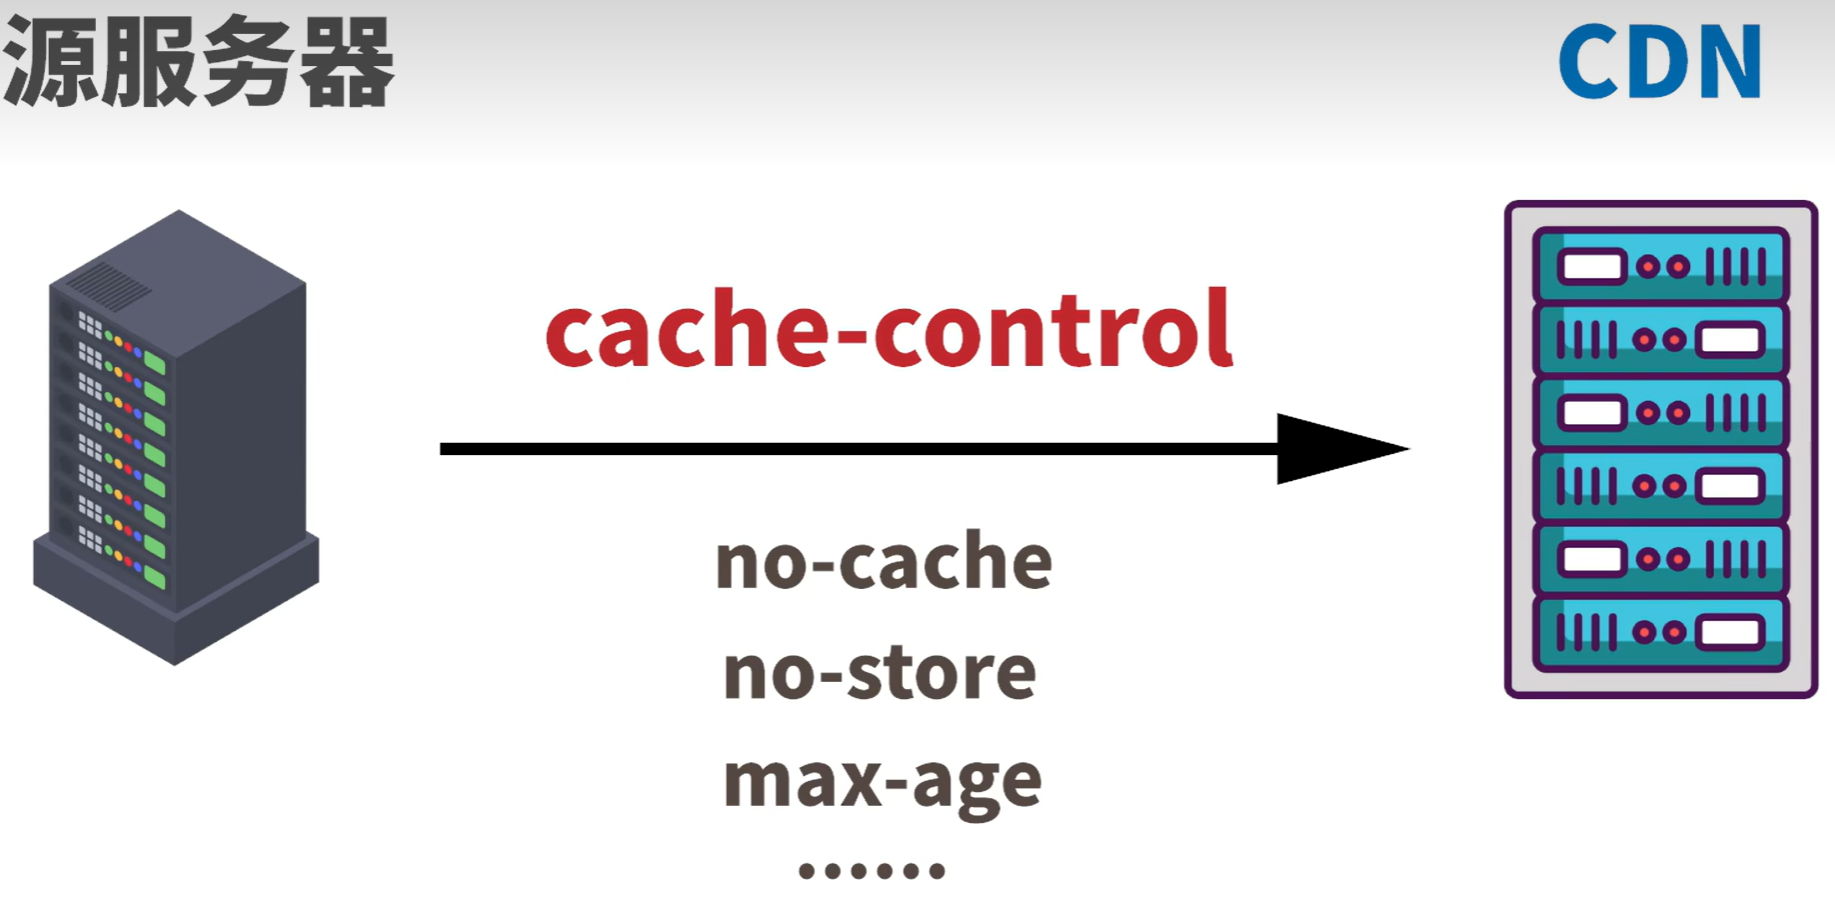 源服务器
CDN
cache-control
no-cache
no-store
max-age
······